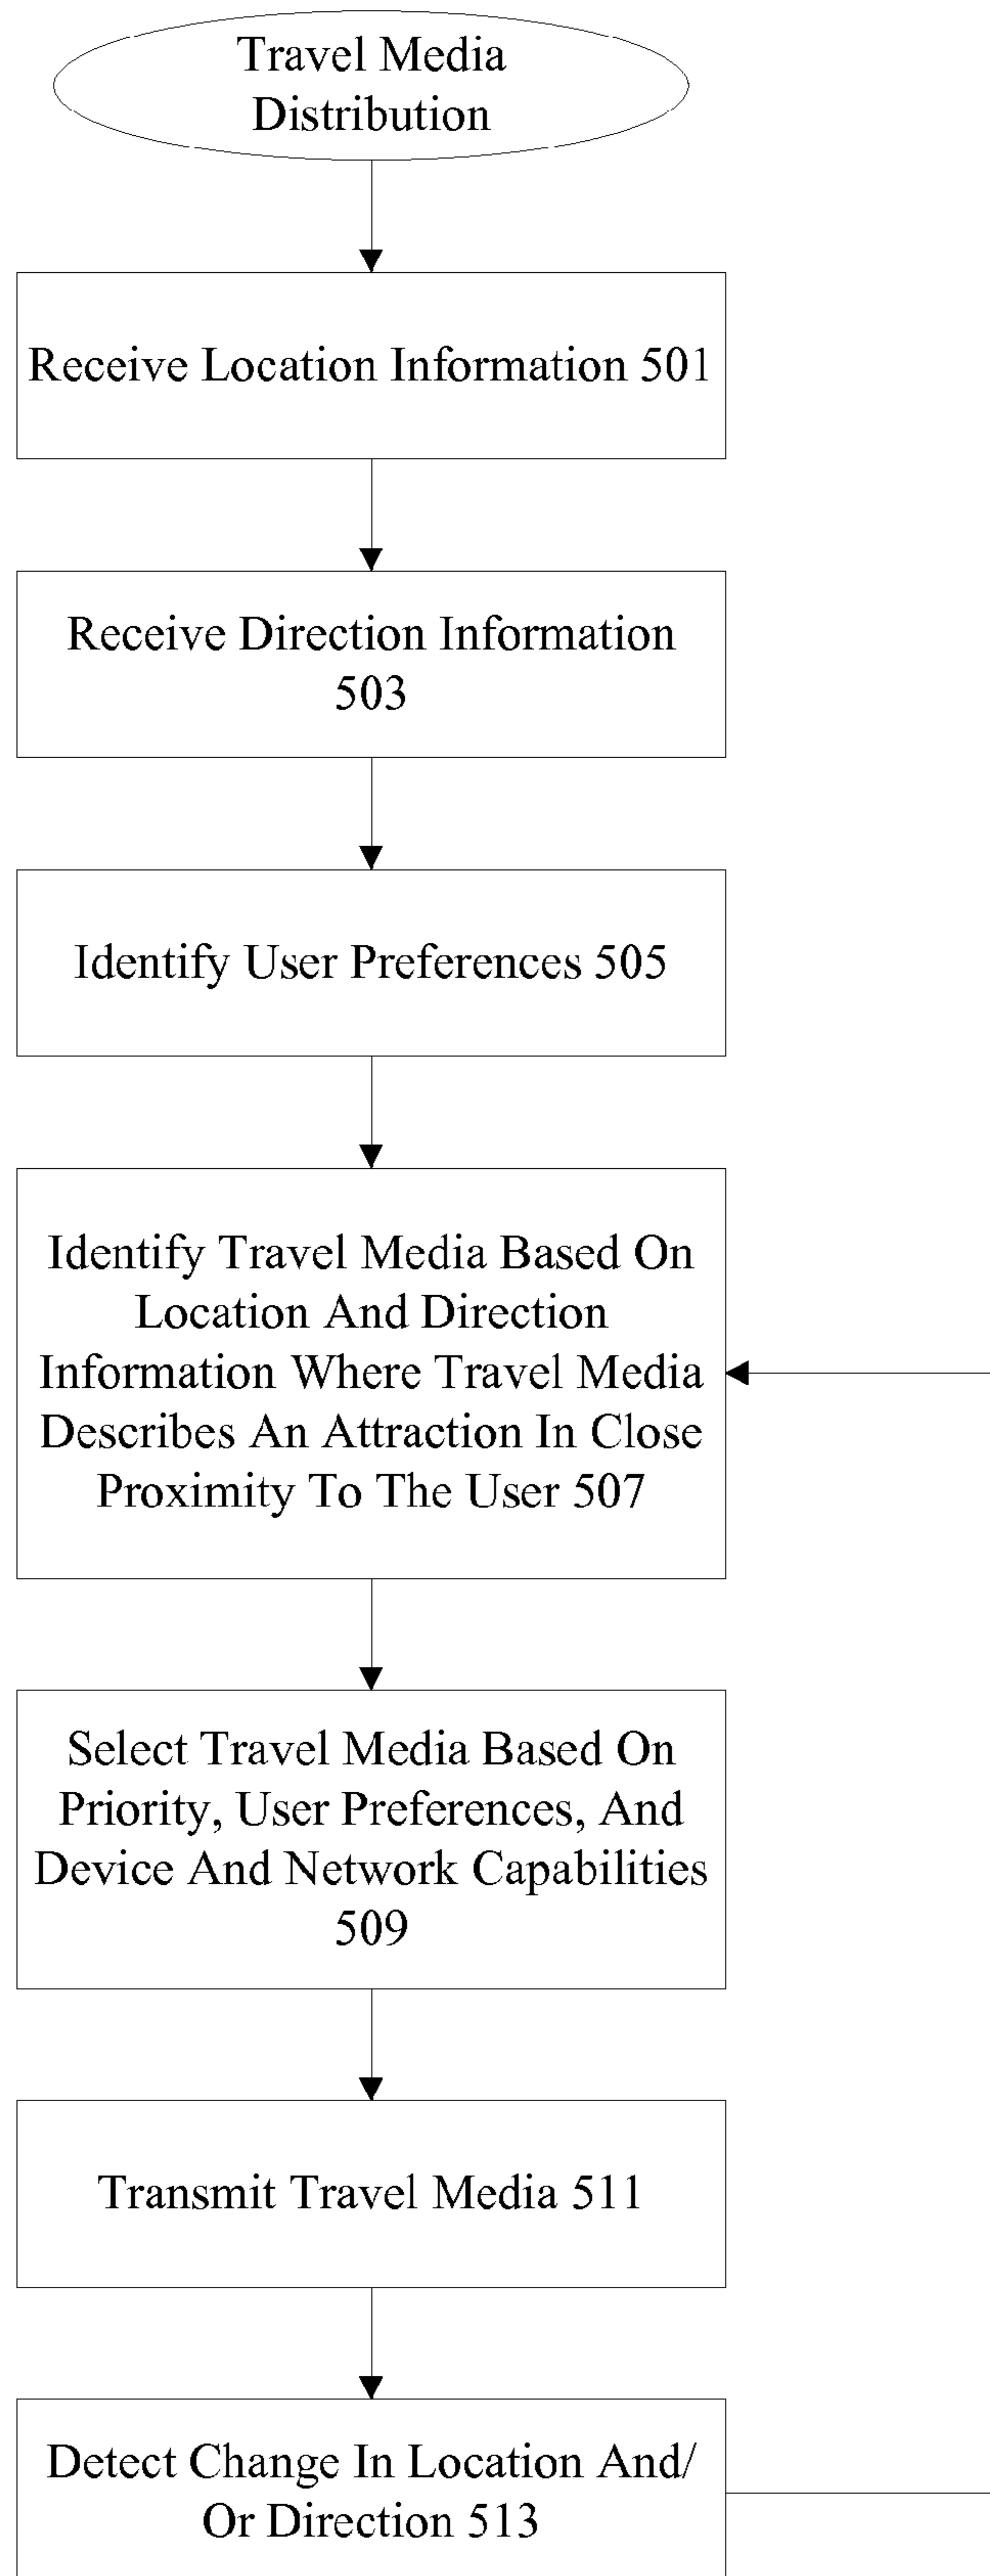 Travel Media
Distribution
Receive Location Information 501
Receive Direction Information
503
Identify User Preferences 505
Identify Travel Media Based On
Location And Direction
Information Where Travel Media
Describes An Attraction In Close
Proximity To The User 507
Select Travel Media Based On
Priority, User Preferences, And
Device And Network Capabilities
509
Transmit Travel Media 511
Detect Change In Location And/
Or Direction 513